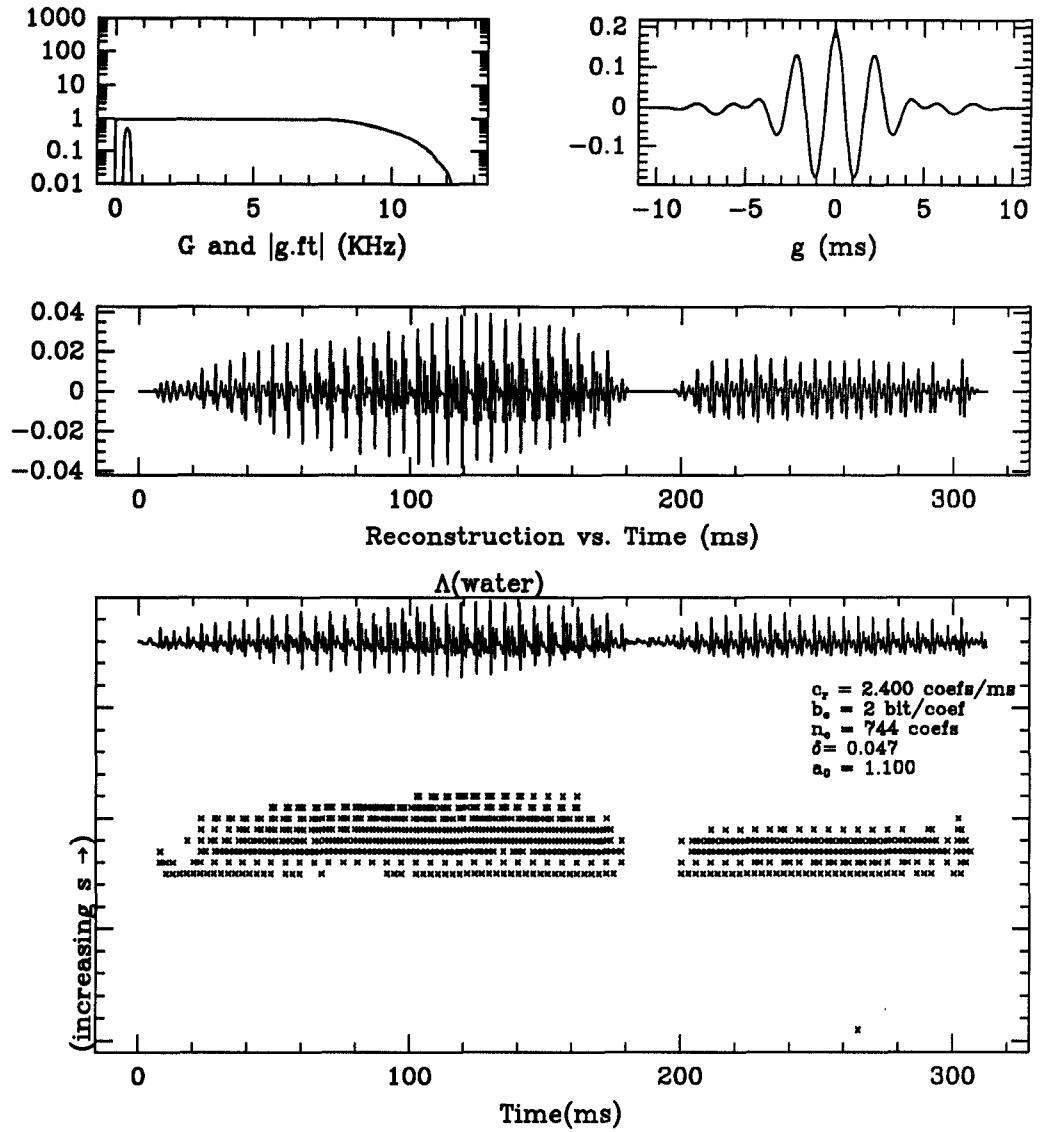 1000
100
10
1
0.1
0.01
0 5 10
G and |g.ft| (KHz)
0.2
0.1
0
−0.1
−10 −5 0 5 10
g (ms)
0.04
0.02
0
−0.02
−0.04
0 100 200 300
Reconstruction vs. Time (ms)
Λ(water)
c_r = 2.400 coefs/ms
b_c = 2 bit/coef
n_c = 744 coefs
δ= 0.047
a_0 = 1.100
(increasing s →)
0 100 200 300
Time(ms)